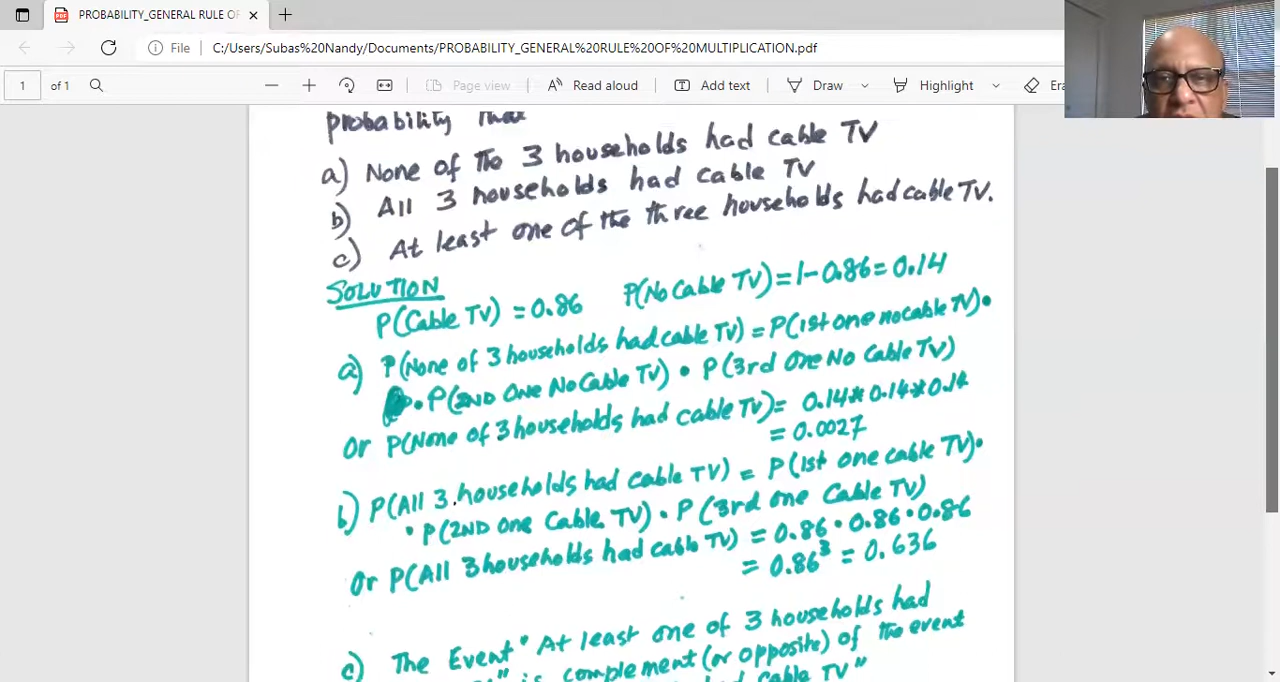 PROBABILITY_GENERAL RULE OF
File C:/Users/Subas%20Nandy/Documents/PROBABILITY_GENERAL%20RULE%20OF%20MULTIPLICATION.pdf
1 of 1 Page view Read aloud Add text Draw Highlight Era
probability that
a) None of the 3 households had cable TV
b) All 3 households had cable TV
c) At least one of the three households had cable TV.
SOLUTION
P(Cable TV) = 0.86 P(No Cable TV) = 1-0.86 = 0.14
a) P(None of 3 households had cable TV) = P(1st one no cable TV)•
• P(2ND One No Cable TV) • P(3rd One No Cable TV)
Or P(None of 3 households had cable TV) = 0.14*0.14*0.14
= 0.0027
b) P(All 3 households had cable TV) = P(1st one cable TV)•
• P(2ND one Cable TV) • P(3rd one Cable TV)
Or P(All 3 households had cable TV) = 0.86 • 0.86 • 0.86
= 0.86³ = 0.636
c) The Event "At least one of 3 households had
" is complement (or opposite) of the event
cable TV"